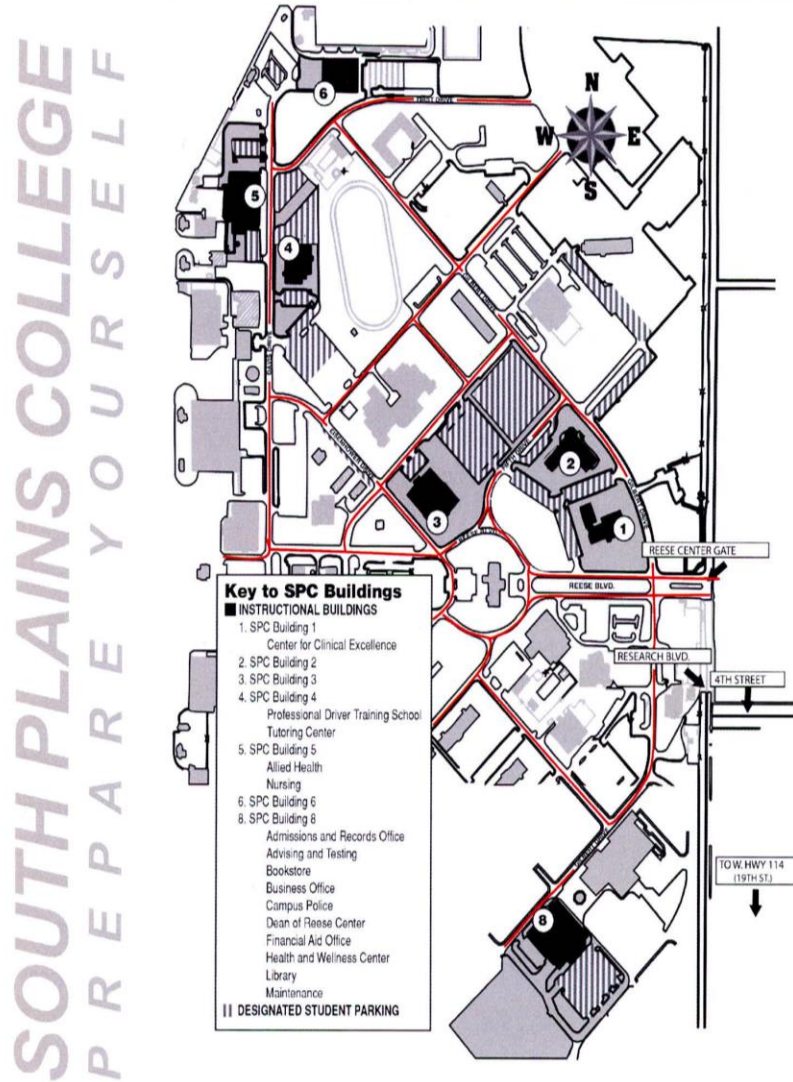 SOUTH PLAINS COLLEGE
PREPARE YOURSELF
N
W
E
S
6
5
4
3
2
1
REESE CENTER GATE
REESE BLVD.
RESEARCH BLVD.
4TH STREET
TO W. HWY 114
(19TH ST.)
8
Key to SPC Buildings
INSTRUCTIONAL BUILDINGS
1. SPC Building 1
Center for Clinical Excellence
2. SPC Building 2
3. SPC Building 3
4. SPC Building 4
Professional Driver Training School
Tutoring Center
5. SPC Building 5
Allied Health
Nursing
6. SPC Building 6
8. SPC Building 8
Admissions and Records Office
Advising and Testing
Bookstore
Business Office
Campus Police
Dean of Reese Center
Financial Aid Office
Health and Wellness Center
Library
Maintenance
DESIGNATED STUDENT PARKING